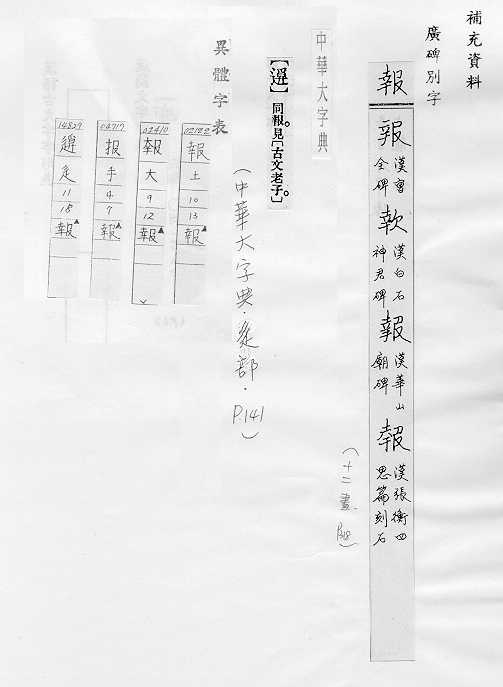 補充資料
廣碑別字
報
報 漢曹全碑
漢白石神君碑
報 漢華山廟碑
報 漢張衡四思篇刻石
(十二畫
中華大字典
同報。見〔古文老子〕。
(中華大字典·辵部·P.141)
異體字表
02122 報 土 10 13 報▲
02410 大 9 12 報▲
04717 报 手 4 7 報▲
14829 辵 11 18 報▲